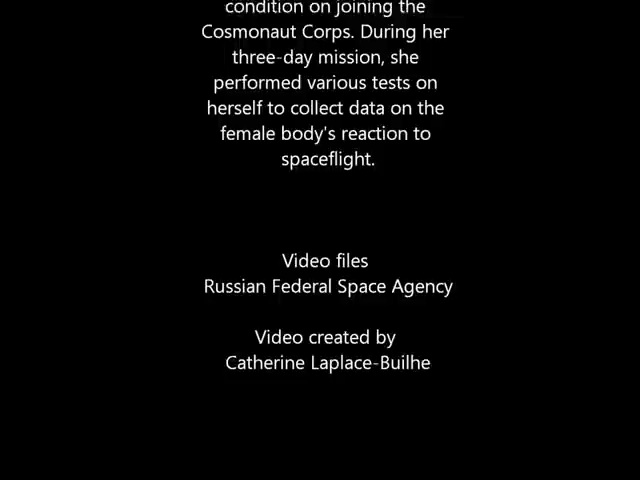 condition on joining the
Cosmonaut Corps. During her
three-day mission, she
performed various tests on
herself to collect data on the
female body's reaction to
spaceflight.
Video files
Russian Federal Space Agency
Video created by
Catherine Laplace-Builhe